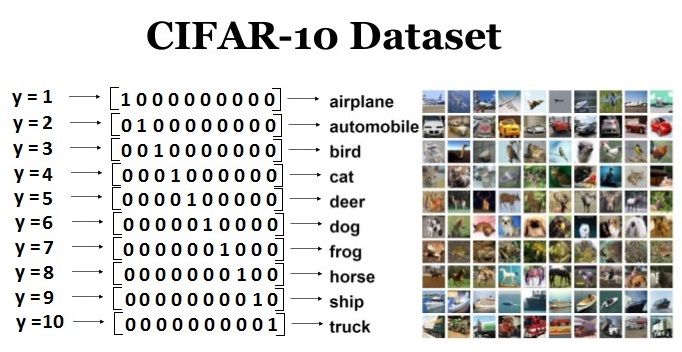 CIFAR-10 Dataset
y = 1 → [1 0 0 0 0 0 0 0 0 0] → airplane
y = 2 → [0 1 0 0 0 0 0 0 0 0] → automobile
y = 3 → [0 0 1 0 0 0 0 0 0 0] → bird
y = 4 → [0 0 0 1 0 0 0 0 0 0] → cat
y = 5 → [0 0 0 0 1 0 0 0 0 0] → deer
y = 6 → [0 0 0 0 0 1 0 0 0 0] → dog
y = 7 → [0 0 0 0 0 0 1 0 0 0] → frog
y = 8 → [0 0 0 0 0 0 0 1 0 0] → horse
y = 9 → [0 0 0 0 0 0 0 0 1 0] → ship
y =10 → [0 0 0 0 0 0 0 0 0 1] → truck